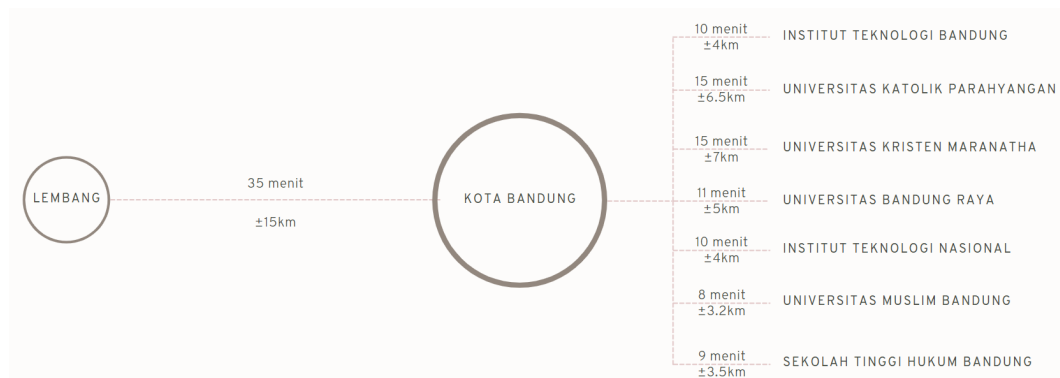 LEMBANG
35 menit
±15km
KOTA BANDUNG
10 menit
±4km
INSTITUT TEKNOLOGI BANDUNG
15 menit
±6.5km
UNIVERSITAS KATOLIK PARAHYANGAN
15 menit
±7km
UNIVERSITAS KRISTEN MARANATHA
11 menit
±5km
UNIVERSITAS BANDUNG RAYA
10 menit
±4km
INSTITUT TEKNOLOGI NASIONAL
8 menit
±3.2km
UNIVERSITAS MUSLIM BANDUNG
9 menit
±3.5km
SEKOLAH TINGGI HUKUM BANDUNG